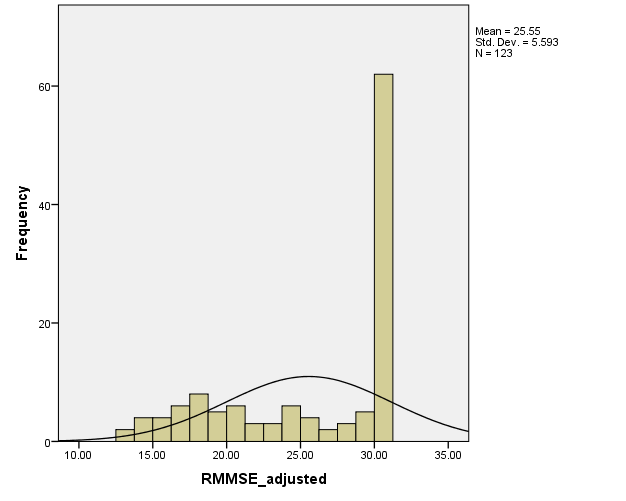 Mean = 25.55
Std. Dev. = 5.593
N = 123
Frequency
60
40
20
0
10.00 15.00 20.00 25.00 30.00 35.00
RMMSE_adjusted